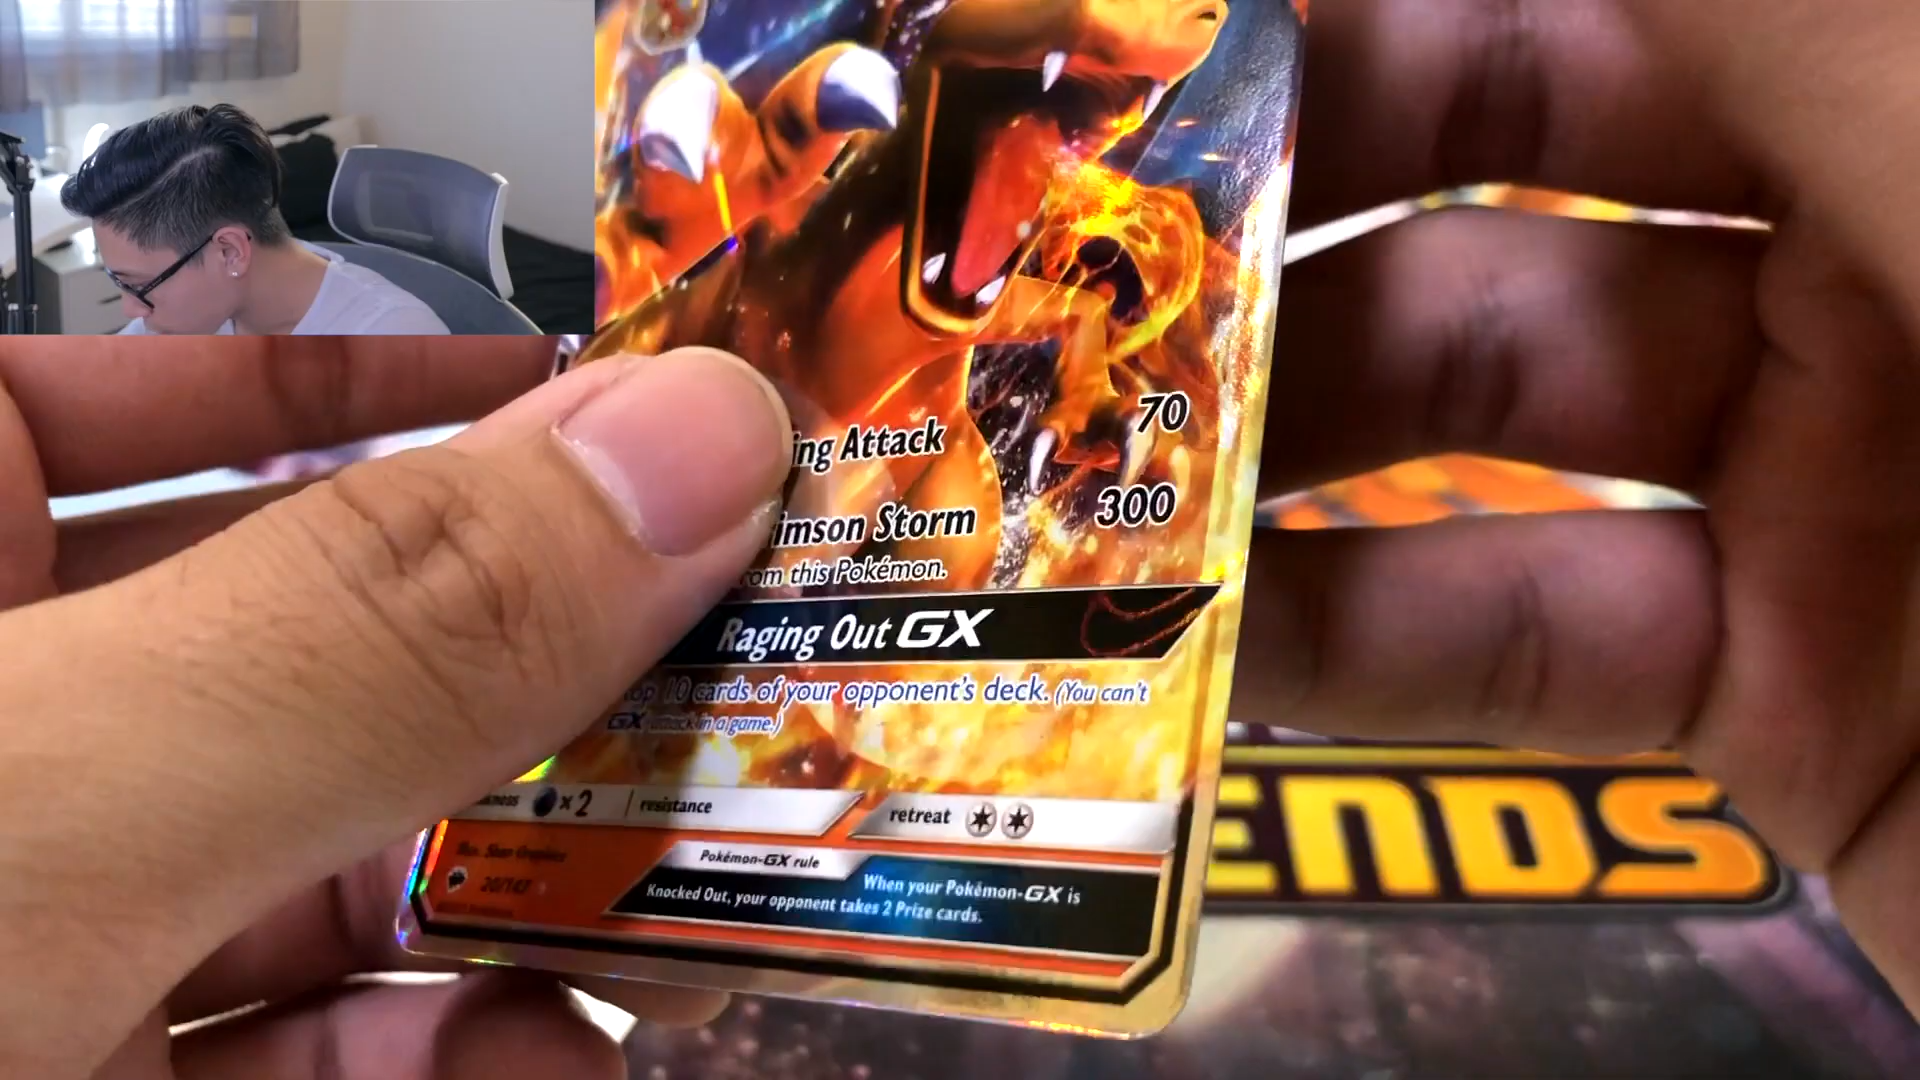 ing Attack 70
imson Storm 300
om this Pokémon.
Raging Out GX
top 10 cards of your opponent's deck. (You can't
GX attack in a game.)
x2 resistance
retreat
20/147
Pokémon-GX rule
When your Pokémon-GX is
Knocked Out, your opponent takes 2 Prize cards.
ENDS